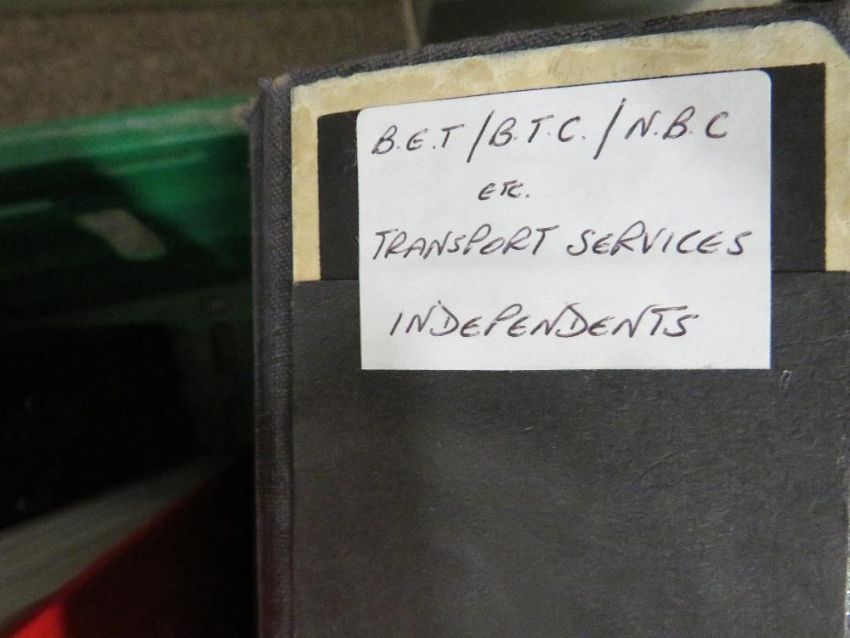 B.E.T/B.T.C./N.B.C
ETC.
TRANSPORT SERVICES
INDEPENDENTS